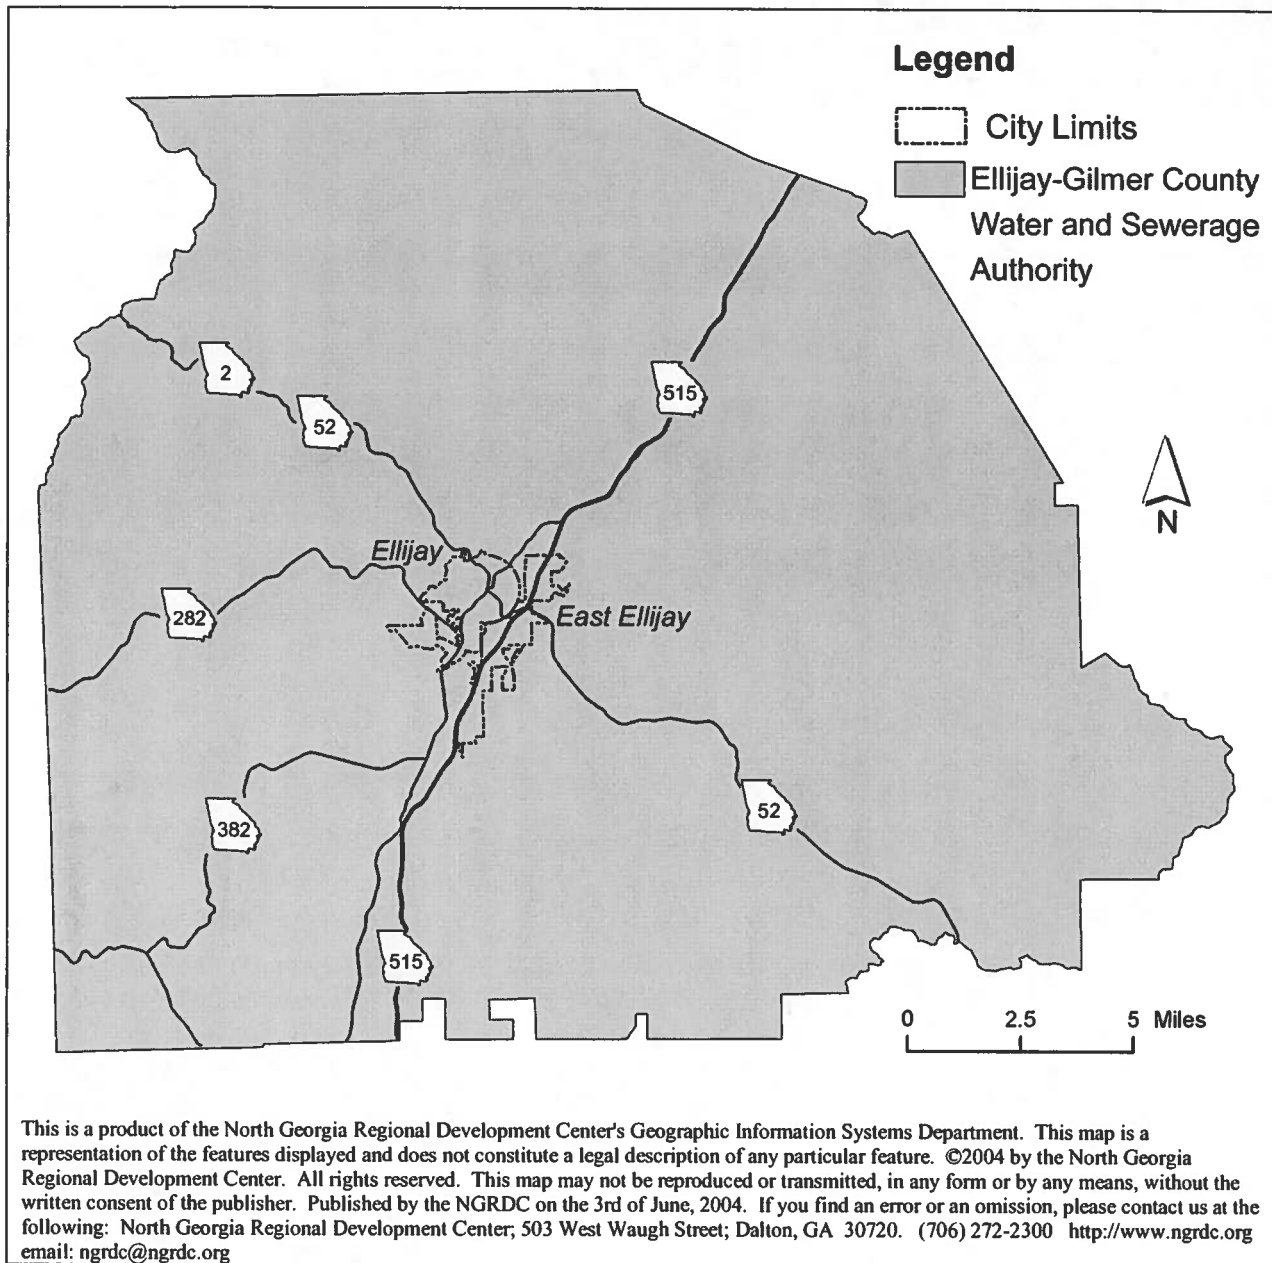 Legend
City Limits
Ellijay-Gilmer County
Water and Sewerage
Authority
2
52
515
N
Ellijay
East Ellijay
282
382
52
515
0 2.5 5 Miles
This is a product of the North Georgia Regional Development Center's Geographic Information Systems Department. This map is a
representation of the features displayed and does not constitute a legal description of any particular feature. ©2004 by the North Georgia
Regional Development Center. All rights reserved. This map may not be reproduced or transmitted, in any form or by any means, without the
written consent of the publisher. Published by the NGRDC on the 3rd of June, 2004. If you find an error or an omission, please contact us at the
following: North Georgia Regional Development Center; 503 West Waugh Street; Dalton, GA 30720. (706) 272-2300 http://www.ngrdc.org
email: ngrdc@ngrdc.org